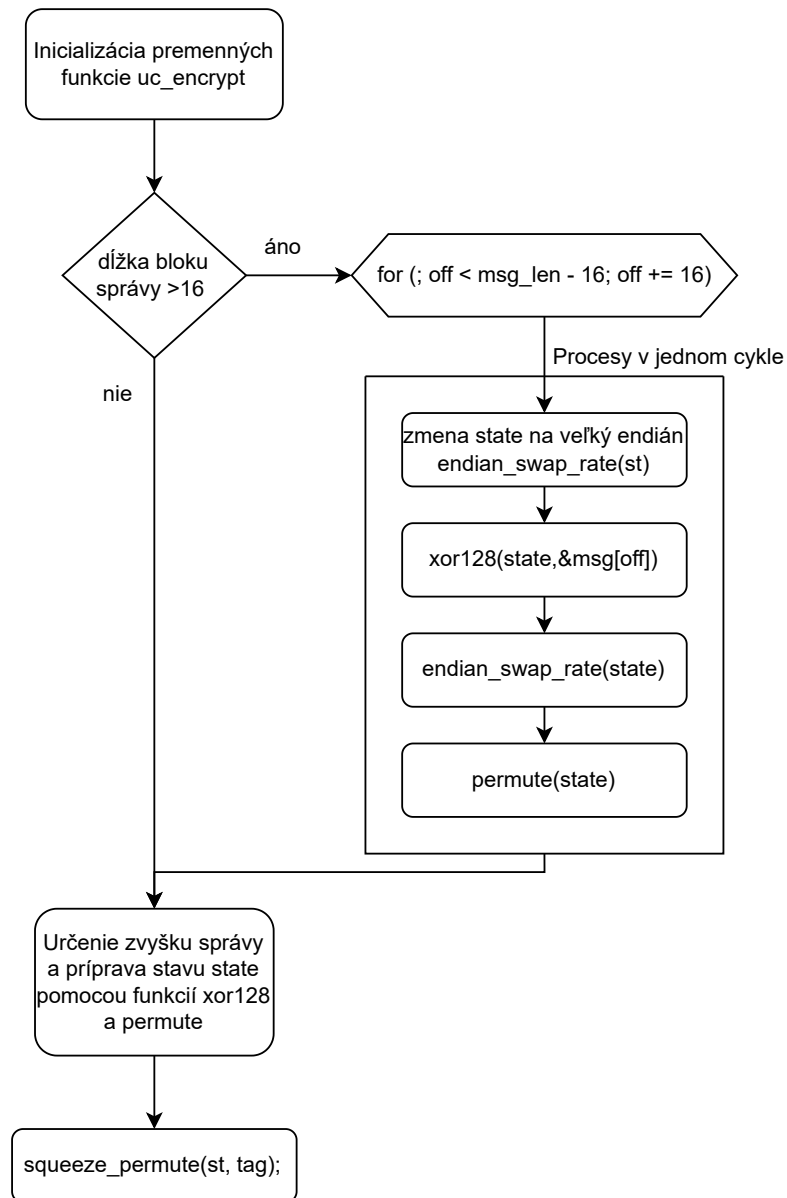 Inicializácia premenných
funkcie uc_encrypt
dĺžka bloku
správy >16
áno
for (; off < msg_len - 16; off += 16)
Procesy v jednom cykle
nie
zmena state na veľký endián
endian_swap_rate(st)
xor128(state,&msg[off])
endian_swap_rate(state)
permute(state)
Určenie zvyšku správy
a príprava stavu state
pomocou funkcií xor128
a permute
squeeze_permute(st, tag);